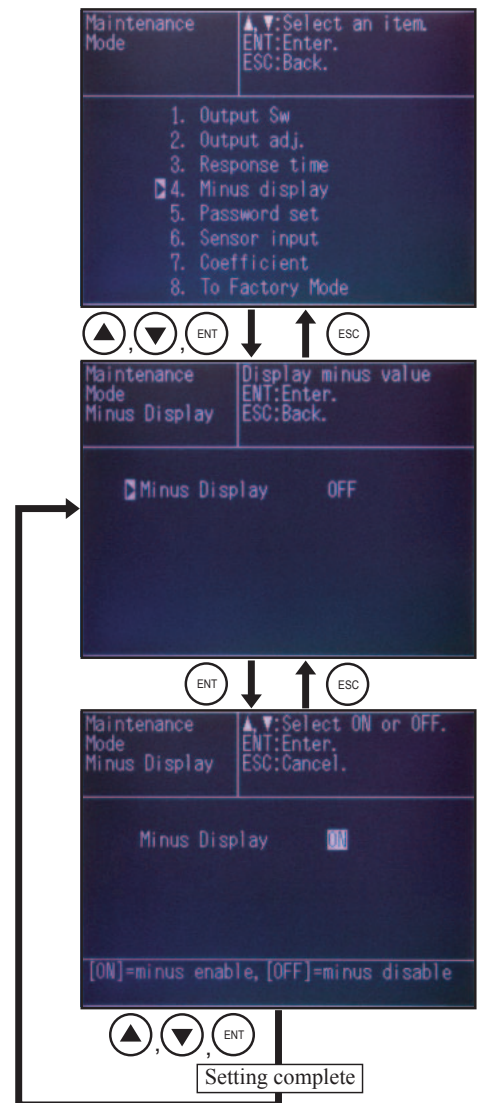 Maintenance
Mode
▲,▼:Select an item.
ENT:Enter.
ESC:Back.
1. Output Sw
2. Output adj.
3. Response time
4. Minus display
5. Password set
6. Sensor input
7. Coefficient
8. To Factory Mode
▲,▼,ENT ESC
Maintenance
Mode
Minus Display
Display minus value
ENT:Enter.
ESC:Back.
Minus Display OFF
ENT ESC
Maintenance
Mode
Minus Display
▲,▼:Select ON or OFF.
ENT:Enter.
ESC:Cancel.
Minus Display ON
[ON]=minus enable,[OFF]=minus disable
▲,▼,ENT
Setting complete